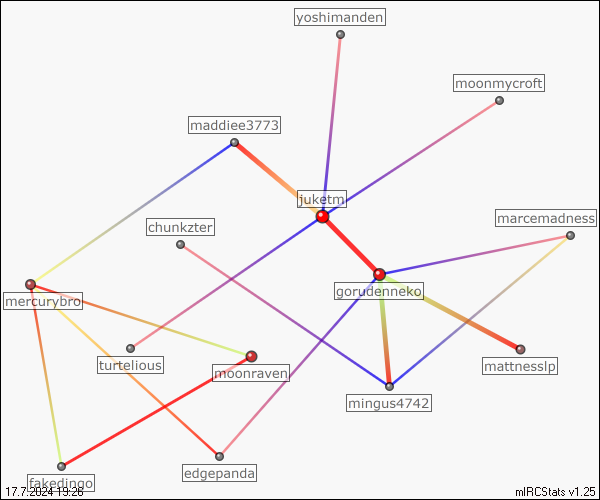 yoshimanden
moonmycroft
maddiee3773
juketm
marcemadness
chunkzter
gorudenneko
mercurybro
turtelious
moonraven
mattnesslp
mingus4742
edgepanda
fakedingo
17.7.2024 19:26
mIRCStats v1.25